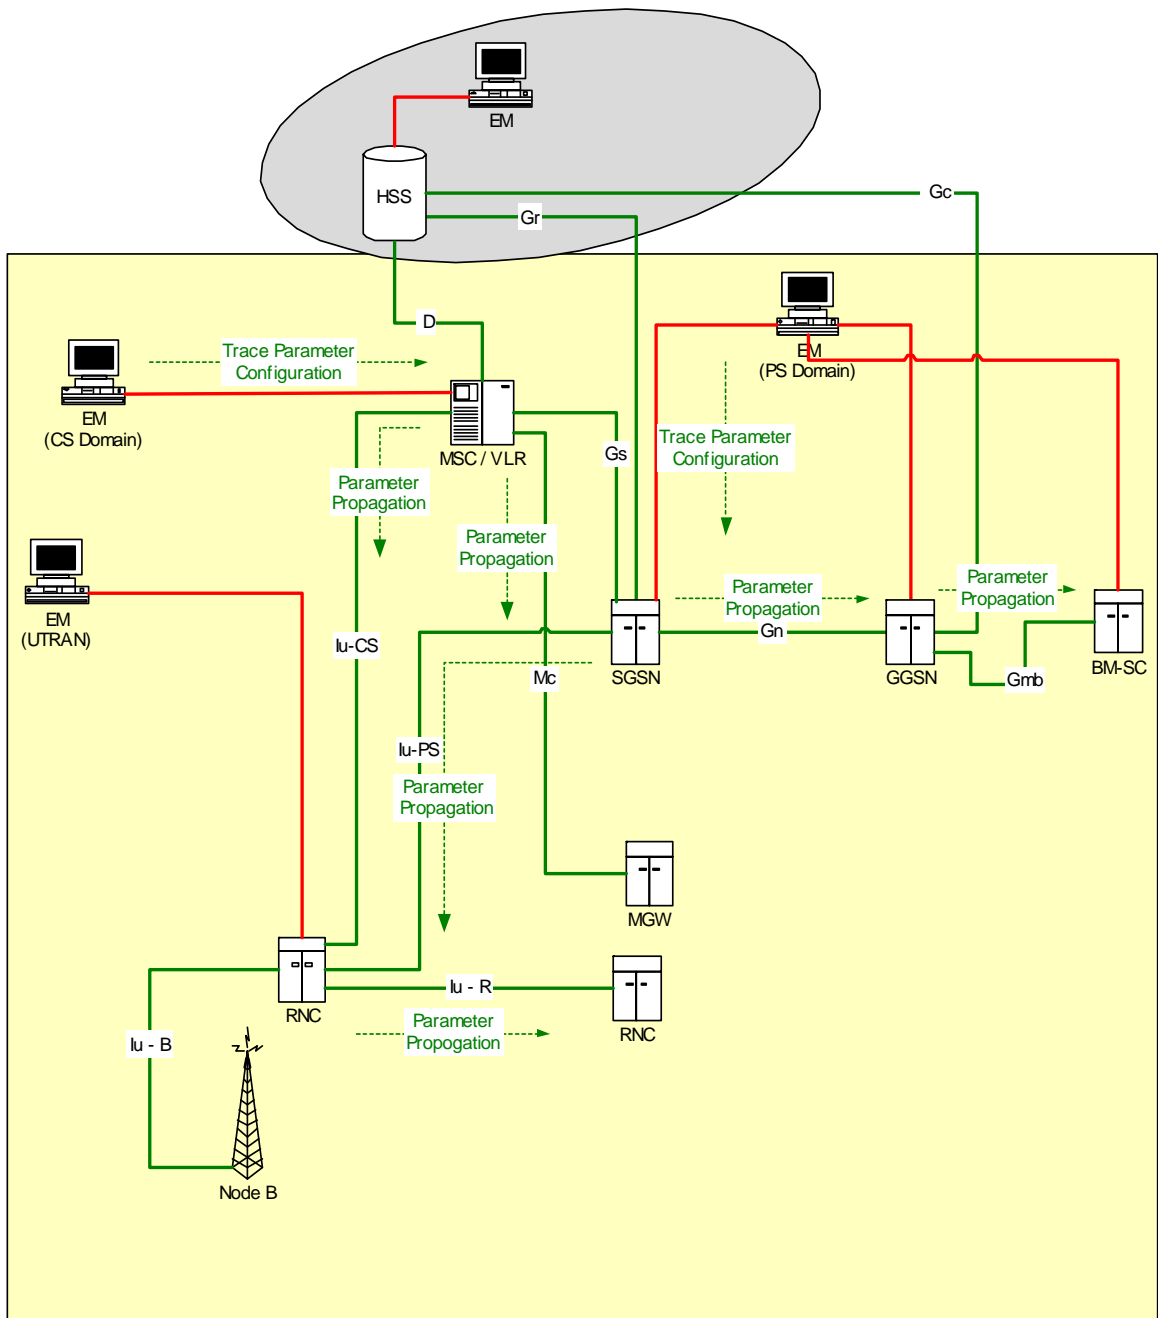 EM
HSS
Gc
Gr
D
Trace Parameter
Configuration
EM
(PS Domain)
EM
(CS Domain)
MSC / VLR
Gs
Trace Parameter
Configuration
Parameter
Propagation
Parameter
Propagation
EM
(UTRAN)
Parameter
Propagation
Parameter
Propagation
Iu-CS
Gn
SGSN
Mc
GGSN
Gmb
BM-SC
Iu-PS
Parameter
Propagation
MGW
RNC
Iu - R
RNC
Parameter
Propogation
Iu - B
Node B